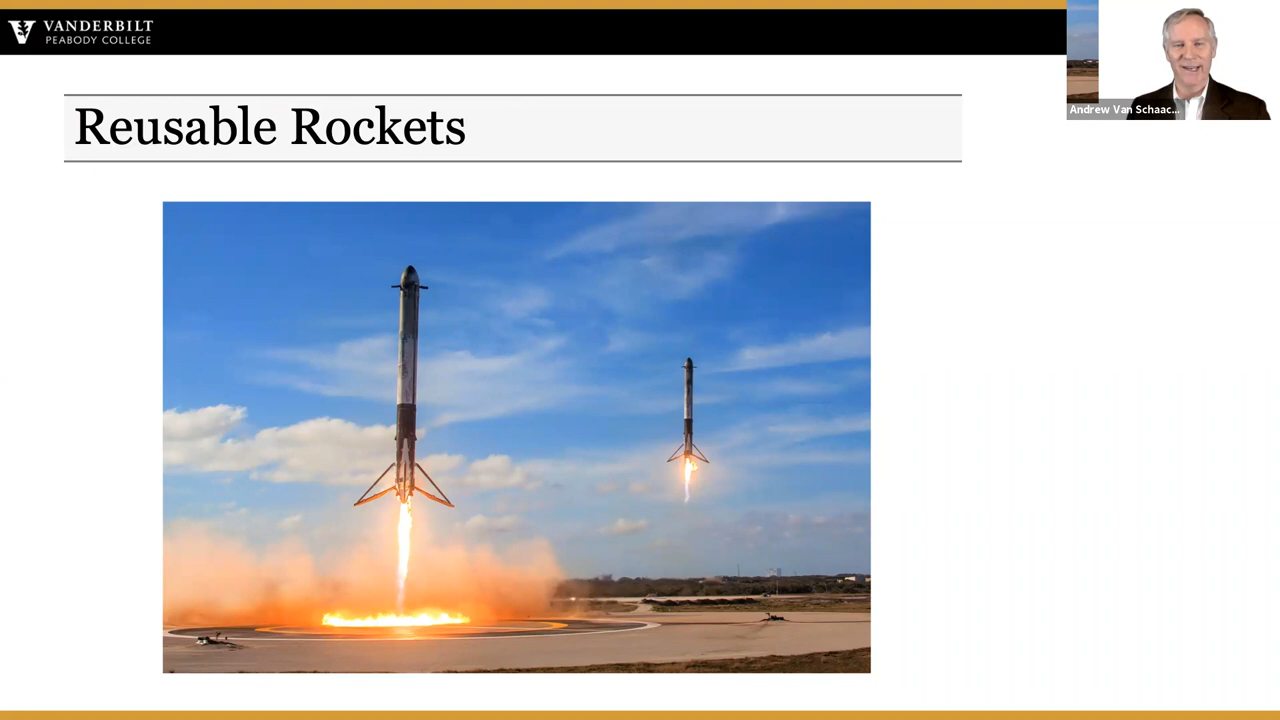 VANDERBILT
PEABODY COLLEGE
Reusable Rockets
Andrew Van Schaac...